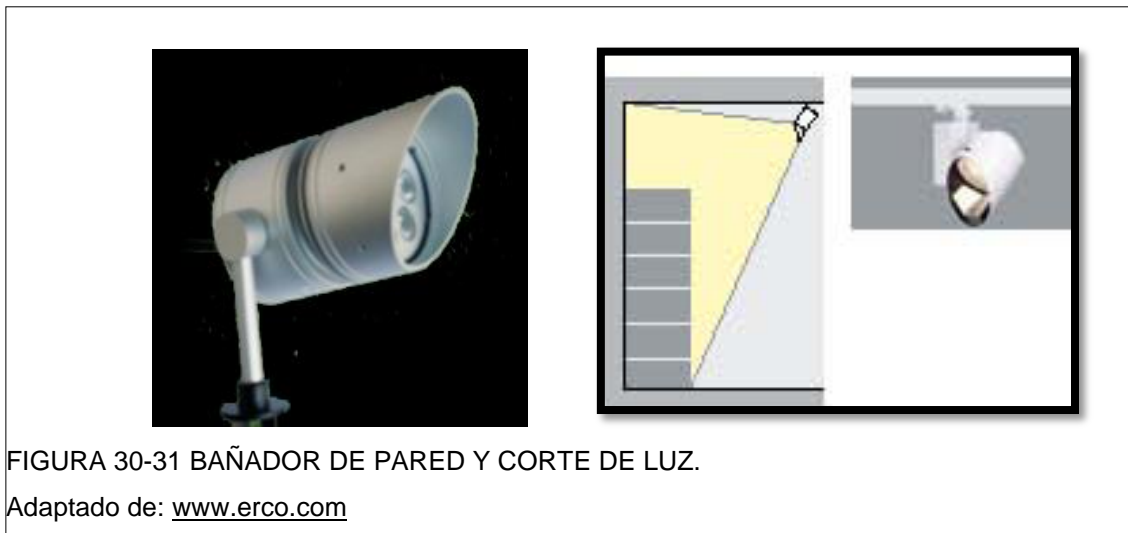 FIGURA 30-31 BAÑADOR DE PARED Y CORTE DE LUZ.
Adaptado de: www.erco.com